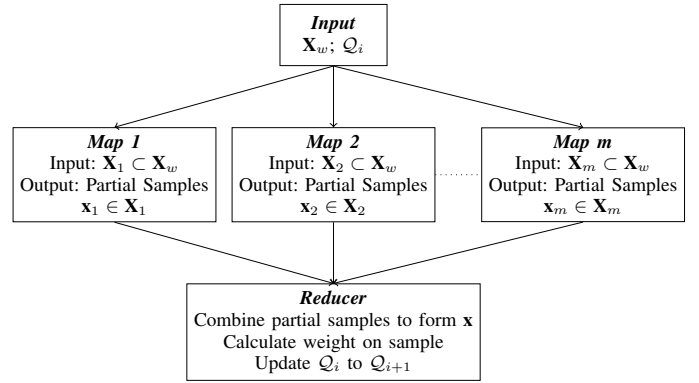 Input
X_w; Q_i
Map 1
Input: X_1 ⊂ X_w
Output: Partial Samples
x_1 ∈ X_1
Map 2
Input: X_2 ⊂ X_w
Output: Partial Samples
x_2 ∈ X_2
Map m
Input: X_m ⊂ X_w
Output: Partial Samples
x_m ∈ X_m
Reducer
Combine partial samples to form x
Calculate weight on sample
Update Q_i to Q_{i+1}